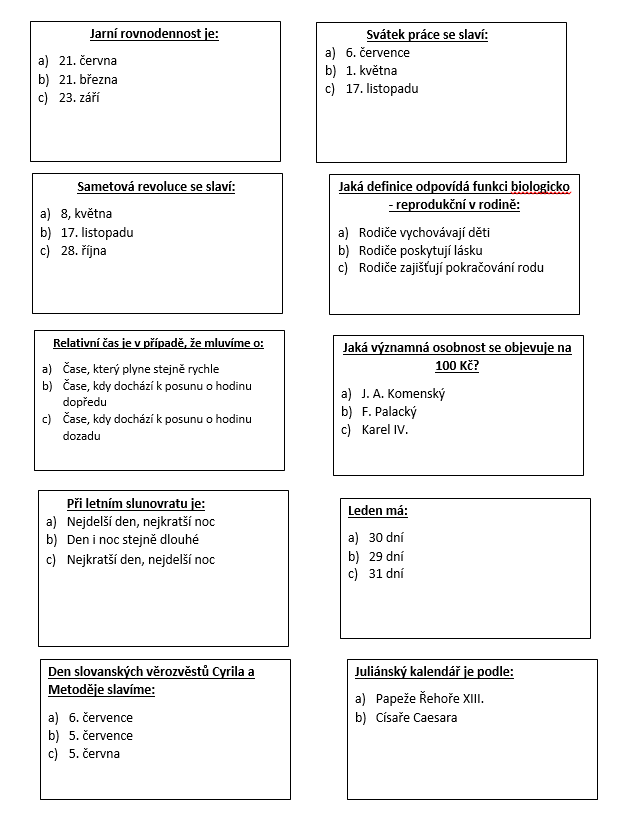 Jarní rovnodennost je:
a) 21. června
b) 21. března
c) 23. září
Svátek práce se slaví:
a) 6. července
b) 1. května
c) 17. listopadu
Sametová revoluce se slaví:
a) 8, května
b) 17. listopadu
c) 28. října
Jaká definice odpovídá funkci biologicko
- reprodukční v rodině:
a) Rodiče vychovávají děti
b) Rodiče poskytují lásku
c) Rodiče zajišťují pokračování rodu
Relativní čas je v případě, že mluvíme o:
a) Čase, který plyne stejně rychle
b) Čase, kdy dochází k posunu o hodinu
dopředu
c) Čase, kdy dochází k posunu o hodinu
dozadu
Jaká významná osobnost se objevuje na
100 Kč?
a) J. A. Komenský
b) F. Palacký
c) Karel IV.
Při letním slunovratu je:
a) Nejdelší den, nejkratší noc
b) Den i noc stejně dlouhé
c) Nejkratší den, nejdelší noc
Leden má:
a) 30 dní
b) 29 dní
c) 31 dní
Den slovanských věrozvěstů Cyrila a
Metoděje slavíme:
a) 6. července
b) 5. července
c) 5. června
Juliánský kalendář je podle:
a) Papeže Řehoře XIII.
b) Císaře Caesara